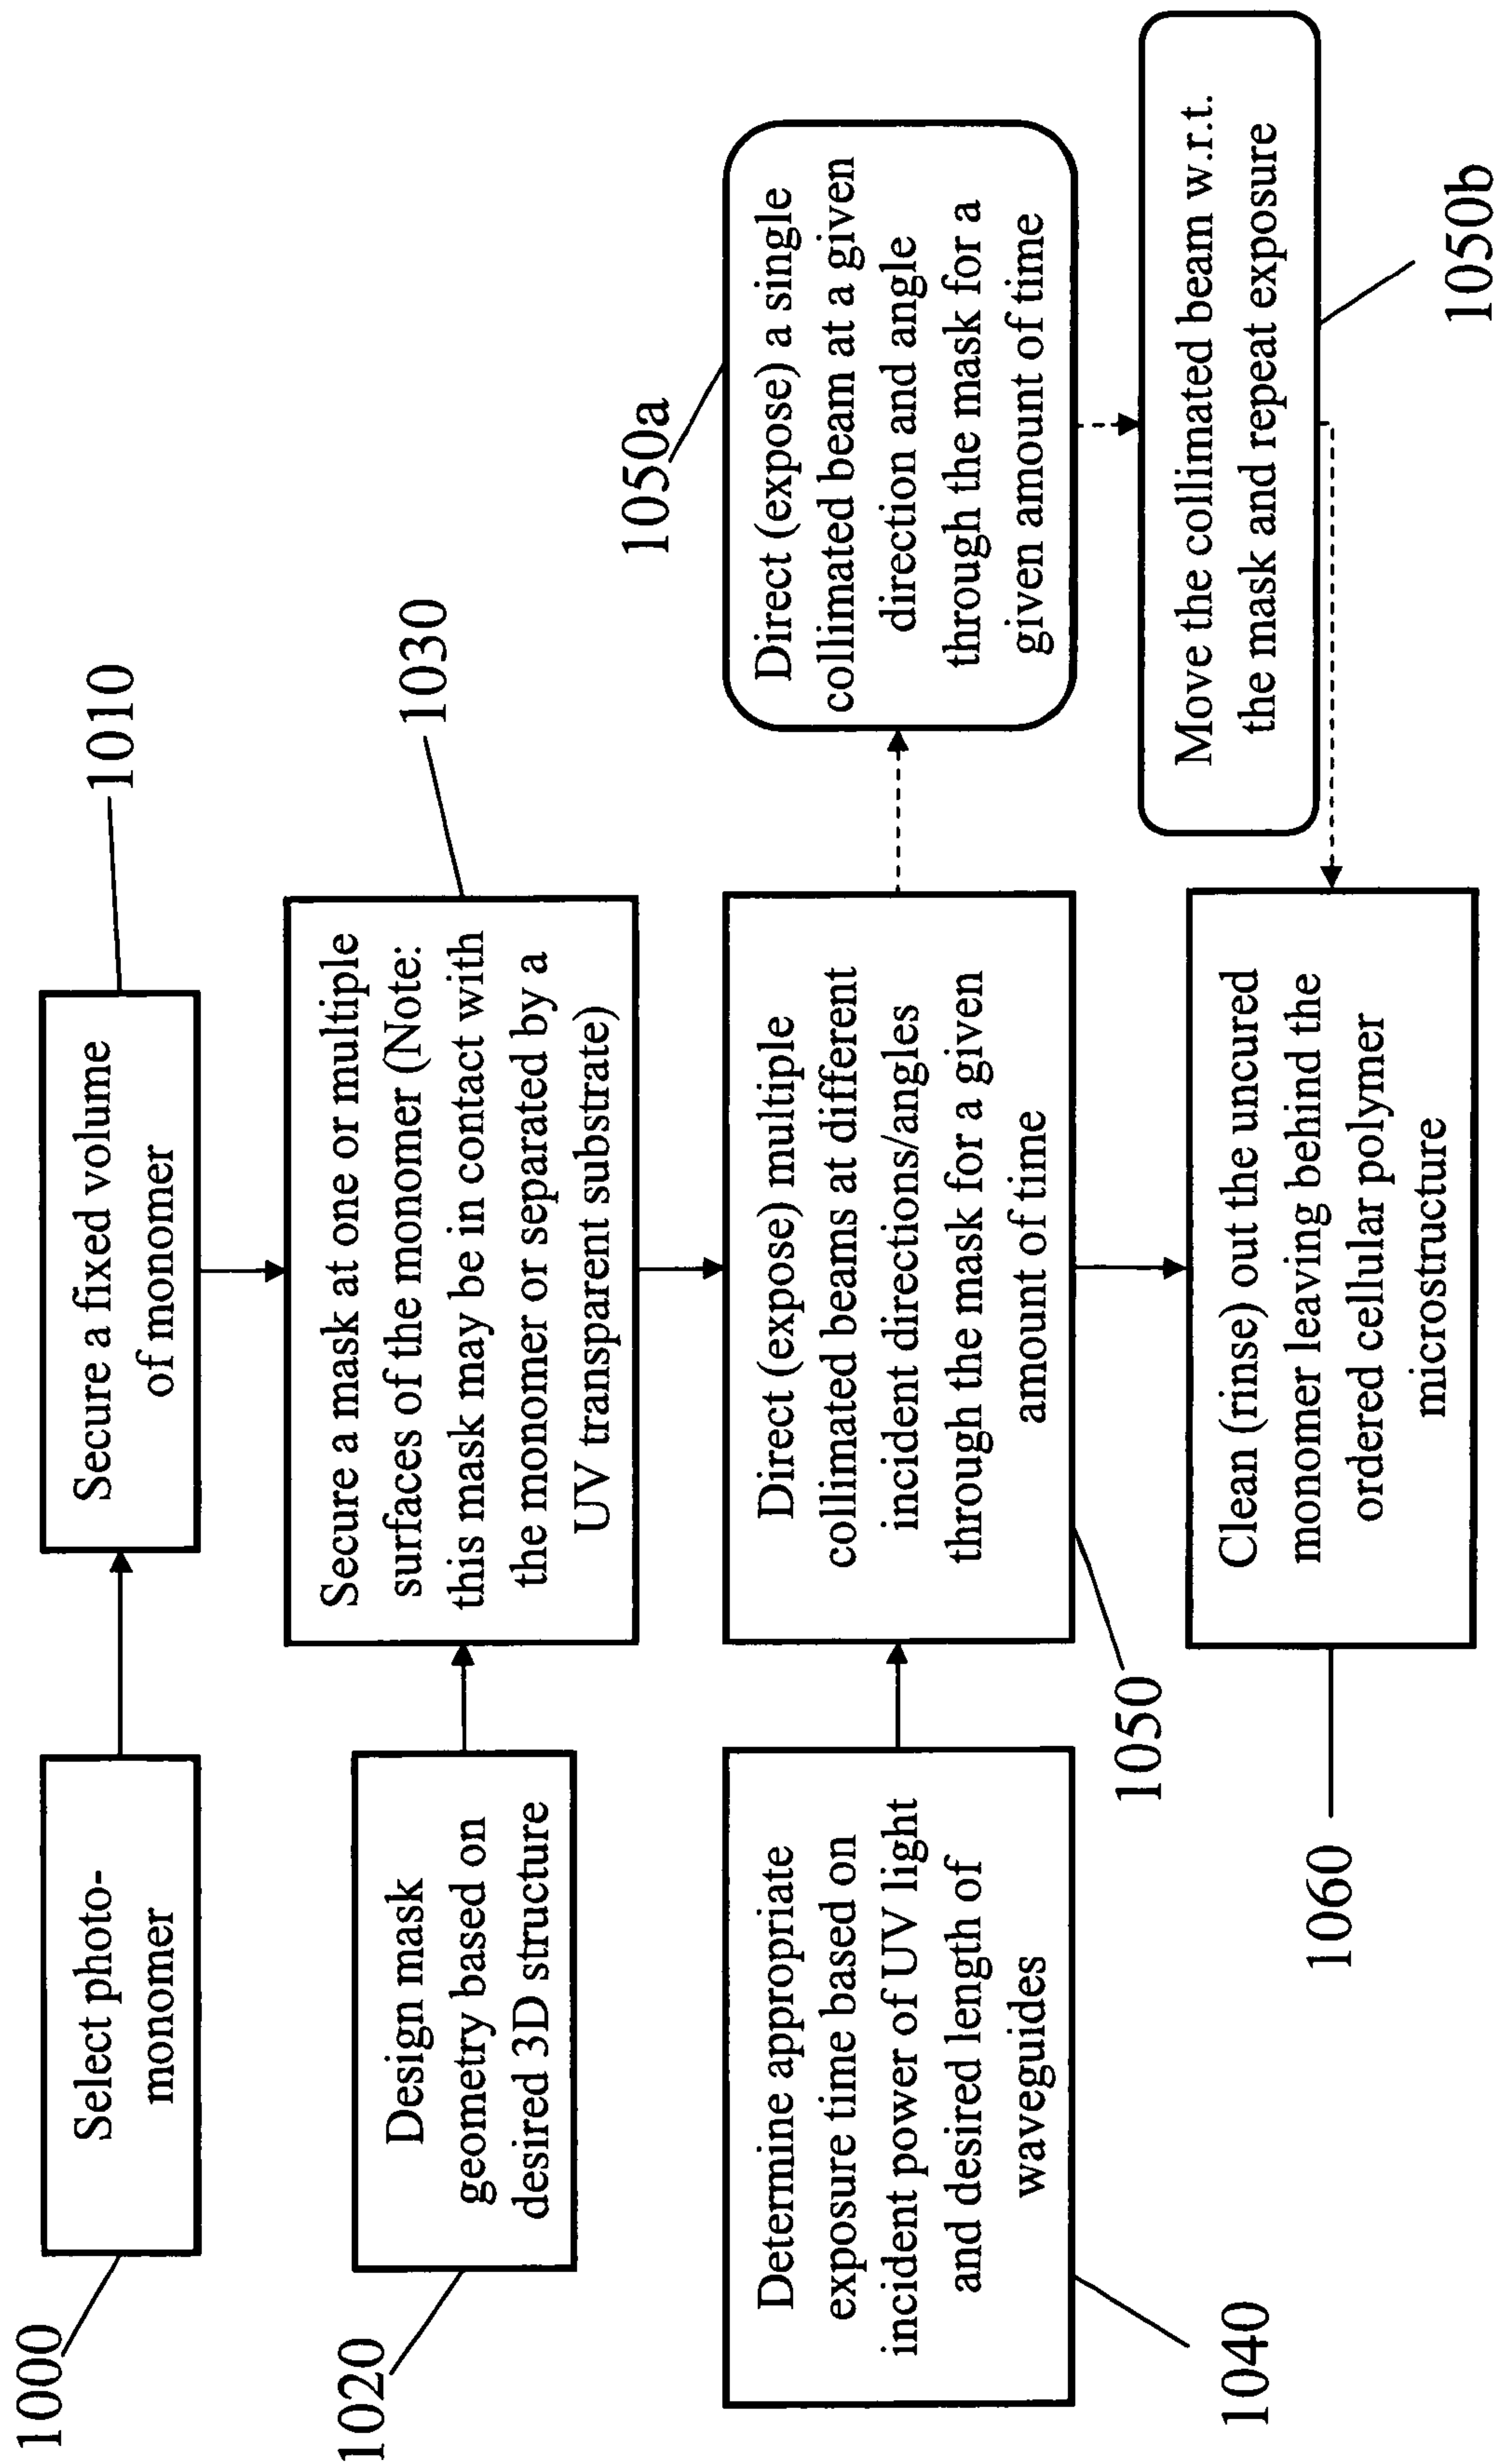 1000
Select photo-
monomer
Secure a fixed volume
of monomer
1010
1020
Design mask
geometry based on
desired 3D structure
Secure a mask at one or multiple
surfaces of the monomer (Note:
this mask may be in contact with
the monomer or separated by a
UV transparent substrate)
1030
Determine appropriate
exposure time based on
incident power of UV light
and desired length of
waveguides
1040
Direct (expose) multiple
collimated beams at different
incident directions/angles
through the mask for a given
amount of time
1050
1050a
Direct (expose) a single
collimated beam at a given
direction and angle
through the mask for a
given amount of time
Move the collimated beam w.r.t.
the mask and repeat exposure
1050b
Clean (rinse) out the uncured
monomer leaving behind the
ordered cellular polymer
microstructure
1060